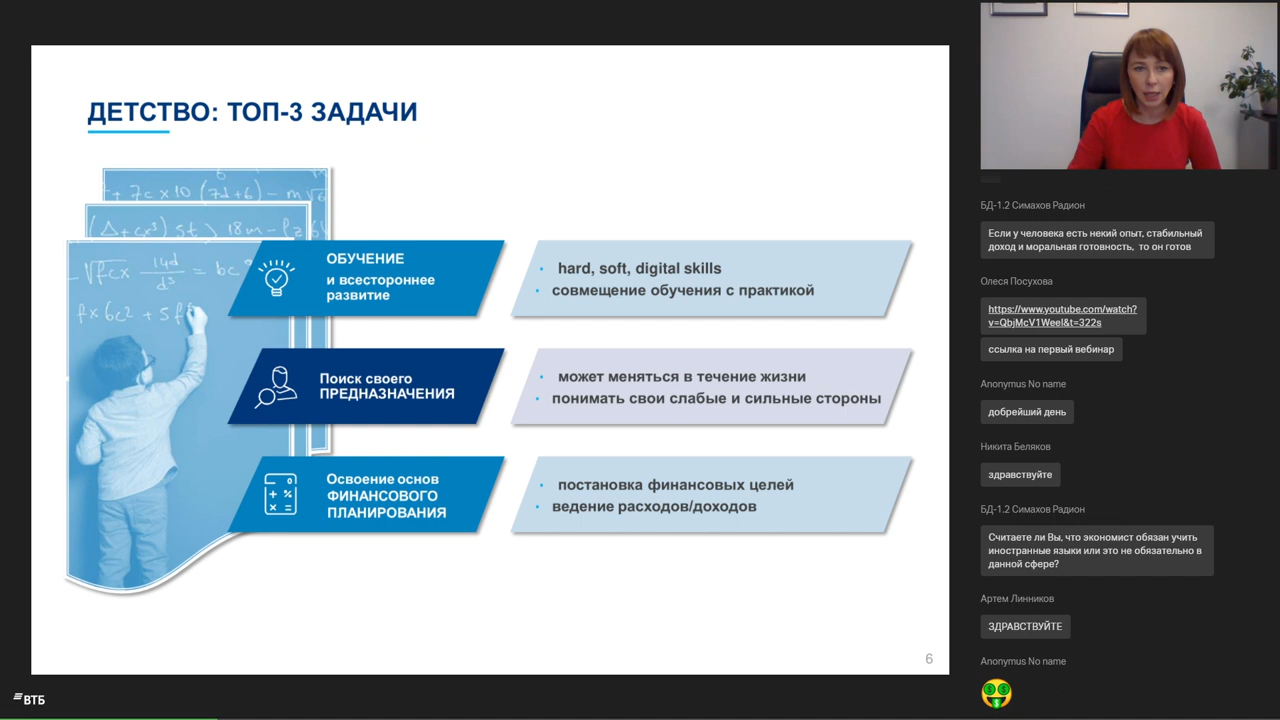 ДЕТСТВО: ТОП-3 ЗАДАЧИ
ОБУЧЕНИЕ
и всестороннее
развитие
• hard, soft, digital skills
• совмещение обучения с практикой
Поиск своего
ПРЕДНАЗНАЧЕНИЯ
• может меняться в течение жизни
• понимать свои слабые и сильные стороны
Освоение основ
ФИНАНСОВОГО
ПЛАНИРОВАНИЯ
• постановка финансовых целей
• ведение расходов/доходов
6
ВТБ
БД-1.2 Симахов Радион
Если у человека есть некий опыт, стабильный
доход и моральная готовность, то он готов
Олеся Посухова
https://www.youtube.com/watch?
v=QbjMcV1WeeI&t=322s
ссылка на первый вебинар
Anonymus No name
добрейший день
Никита Беляков
здравствуйте
БД-1.2 Симахов Радион
Считаете ли Вы, что экономист обязан учить
иностранные языки или это не обязательно в
данной сфере?
Артем Линников
ЗДРАВСТВУЙТЕ
Anonymus No name